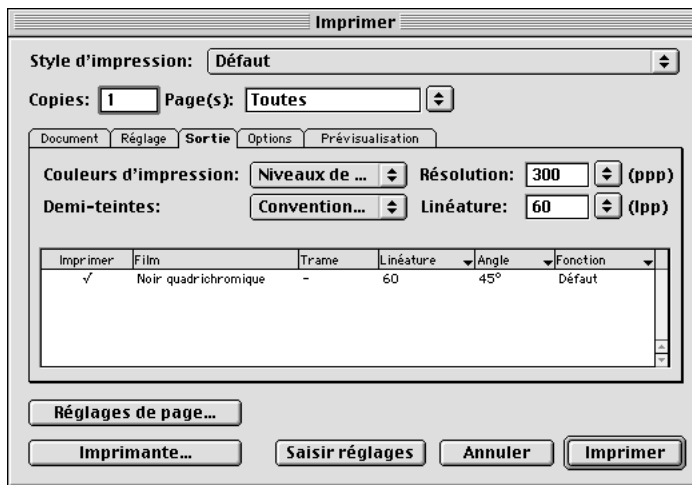 Imprimer
Style d'impression: Défaut
Copies: 1 Page(s): Toutes
Document Réglage Sortie Options Prévisualisation
Couleurs d'impression: Niveaux de ... Résolution: 300 (ppp)
Demi-teintes: Convention... Linéature: 60 (lpp)
Imprimer Film Trame Linéature Angle Fonction
√ Noir quadrichromique - 60 45° Défaut
Réglages de page...
Imprimante... Saisir réglages Annuler Imprimer